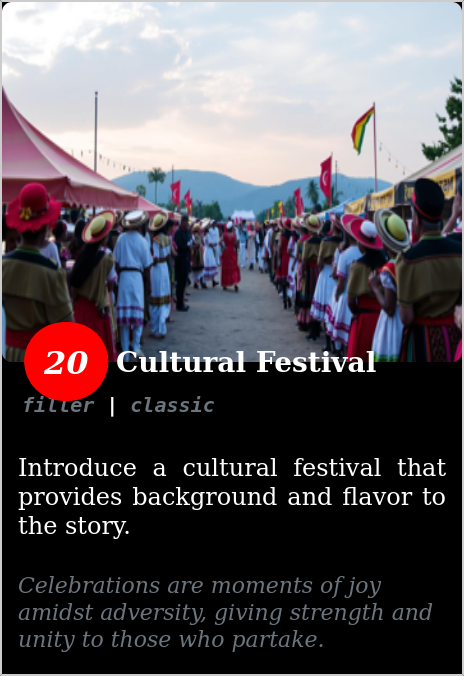 20 Cultural Festival
filler | classic
Introduce a cultural festival that
provides background and flavor to
the story.
Celebrations are moments of joy
amidst adversity, giving strength and
unity to those who partake.